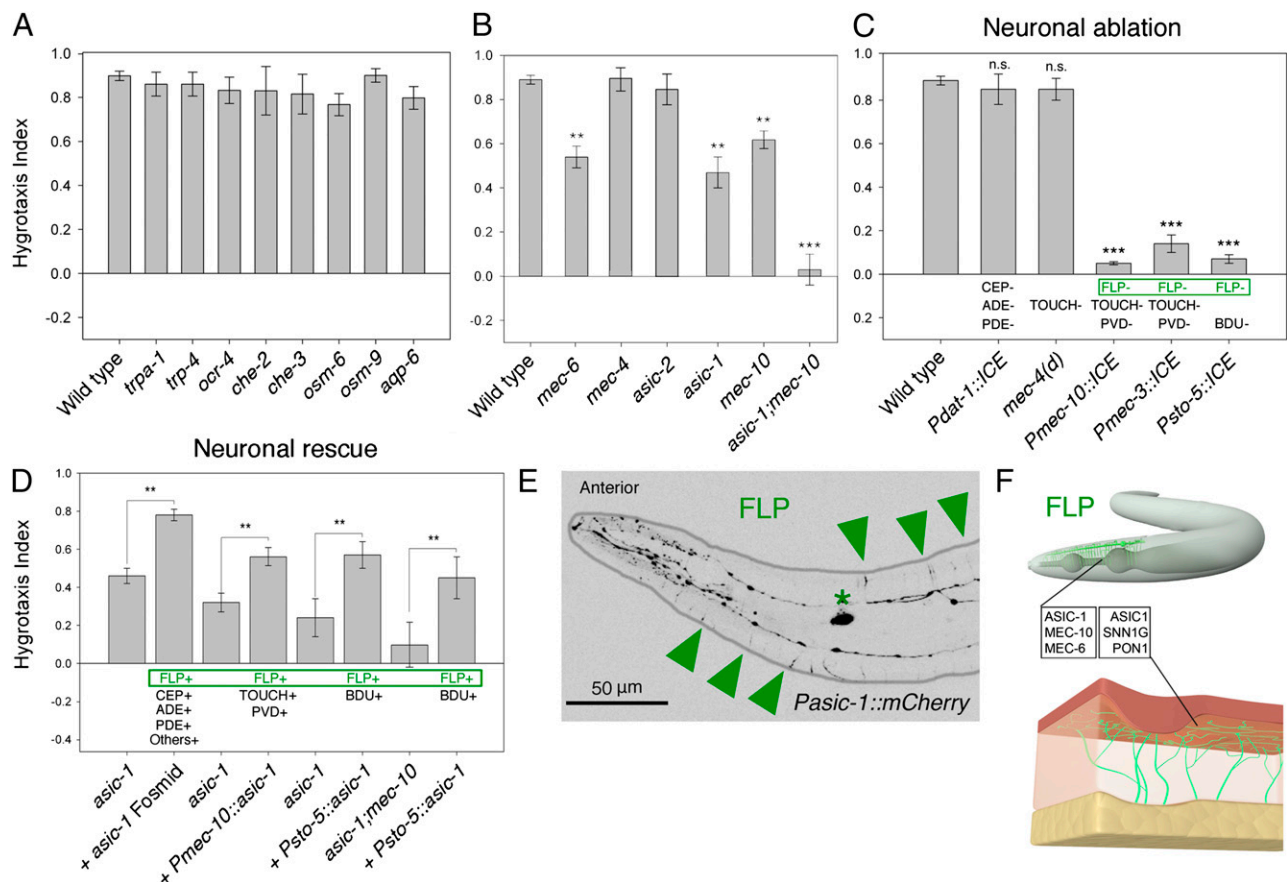 A
Hygrotaxis Index
1.0
0.8
0.6
0.4
0.2
0.0
-0.2
Wild type
trpa-1
trp-4
ocr-4
che-2
che-3
osm-6
osm-9
aqp-6
B
1.0
0.8
0.6
0.4
0.2
0.0
-0.2
** ** ** ***
Wild type
mec-6
mec-4
asic-2
asic-1
mec-10
asic-1;mec-10
C Neuronal ablation
1.0
0.8
0.6
0.4
0.2
0.0
0.2
n.s. n.s.
*** *** ***
CEP- FLP- FLP- FLP-
ADE- TOUCH- TOUCH- TOUCH-
PDE- PVD- PVD- BDU-
Wild type
Pdat-1::ICE
mec-4(d)
Pmec-10::ICE
Pmec-3::ICE
Psto-5::ICE
Neuronal rescue
D
Hygrotaxis Index
1.0
0.8
0.6
0.4
0.2
0.0
-0.2
-0.4
** ** ** **
FLP+ FLP+ FLP+ FLP+
CEP+ TOUCH+ BDU+ BDU+
ADE+ PVD+
PDE+
Others+
asic-1
+ asic-1 Fosmid
asic-1
+ Pmec-10::asic-1
asic-1
+ Psto-5::asic-1
asic-1;mec-10
+ Psto-5::asic-1
E
Anterior
FLP
*
50 µm
Pasic-1::mCherry
F
FLP
ASIC-1 ASIC1
MEC-10 SNN1G
MEC-6 PON1